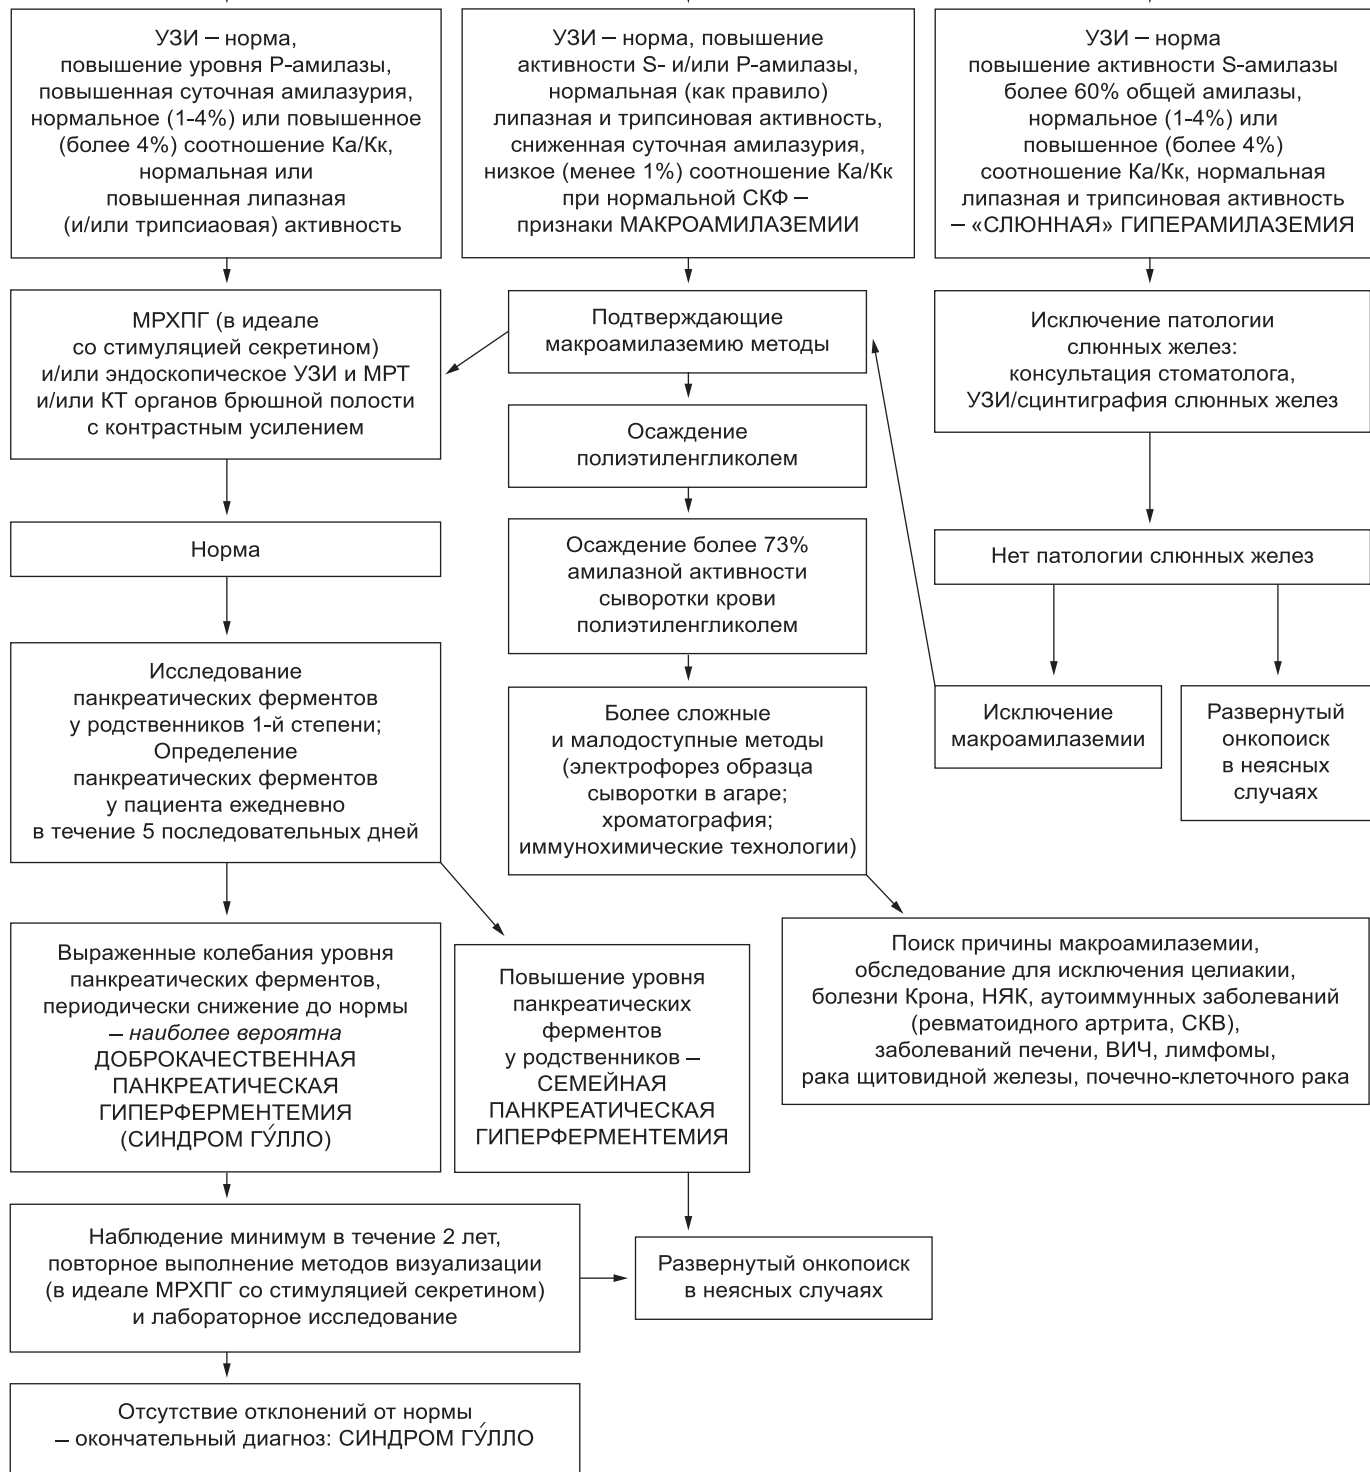 УЗИ – норма,
повышение уровня Р-амилазы,
повышенная суточная амилазурия,
нормальное (1-4%) или повышенное
(более 4%) соотношение Ка/Кк,
нормальная или
повышенная липазная
(и/или трипсиаовая) активность
УЗИ – норма, повышение
активности S- и/или Р-амилазы,
нормальная (как правило)
липазная и трипсиновая активность,
сниженная суточная амилазурия,
низкое (менее 1%) соотношение Ка/Кк
при нормальной СКФ –
признаки МАКРОАМИЛАЗЕМИИ
УЗИ – норма
повышение активности S-амилазы
более 60% общей амилазы,
нормальное (1-4%) или
повышенное (более 4%)
соотношение Ка/Кк, нормальная
липазная и трипсиновая активность
– «СЛЮННАЯ» ГИПЕРАМИЛАЗЕМИЯ
МРХПГ (в идеале
со стимуляцией секретином)
и/или эндоскопическое УЗИ и МРТ
и/или КТ органов брюшной полости
с контрастным усилением
Подтверждающие
макроамилаземию методы
Исключение патологии
слюнных желез:
консультация стоматолога,
УЗИ/сцинтиграфия слюнных желез
Осаждение
полиэтиленгликолем
Норма
Осаждение более 73%
амилазной активности
сыворотки крови
полиэтиленгликолем
Нет патологии слюнных желез
Исследование
панкреатических ферментов
у родственников 1-й степени;
Определение
панкреатических ферментов
у пациента ежедневно
в течение 5 последовательных дней
Более сложные
и малодоступные методы
(электрофорез образца
сыворотки в агаре;
хроматография;
иммунохимические технологии)
Исключение
макроамилаземии
Развернутый
онкопоиск
в неясных
случаях
Выраженные колебания уровня
панкреатических ферментов,
периодически снижение до нормы
– наиболее вероятна
ДОБРОКАЧЕСТВЕННАЯ
ПАНКРЕАТИЧЕСКАЯ
ГИПЕРФЕРМЕНТЕМИЯ
(СИНДРОМ ГУ́ЛЛО)
Повышение уровня
панкреатических
ферментов
у родственников –
СЕМЕЙНАЯ
ПАНКРЕАТИЧЕСКАЯ
ГИПЕРФЕРМЕНТЕМИЯ
Поиск причины макроамилаземии,
обследование для исключения целиакии,
болезни Крона, НЯК, аутоиммунных заболеваний
(ревматоидного артрита, СКВ),
заболеваний печени, ВИЧ, лимфомы,
рака щитовидной железы, почечно-клеточного рака
Наблюдение минимум в течение 2 лет,
повторное выполнение методов визуализации
(в идеале МРХПГ со стимуляцией секретином)
и лабораторное исследование
Развернутый онкопоиск
в неясных случаях
Отсутствие отклонений от нормы
– окончательный диагноз: СИНДРОМ ГУ́ЛЛО